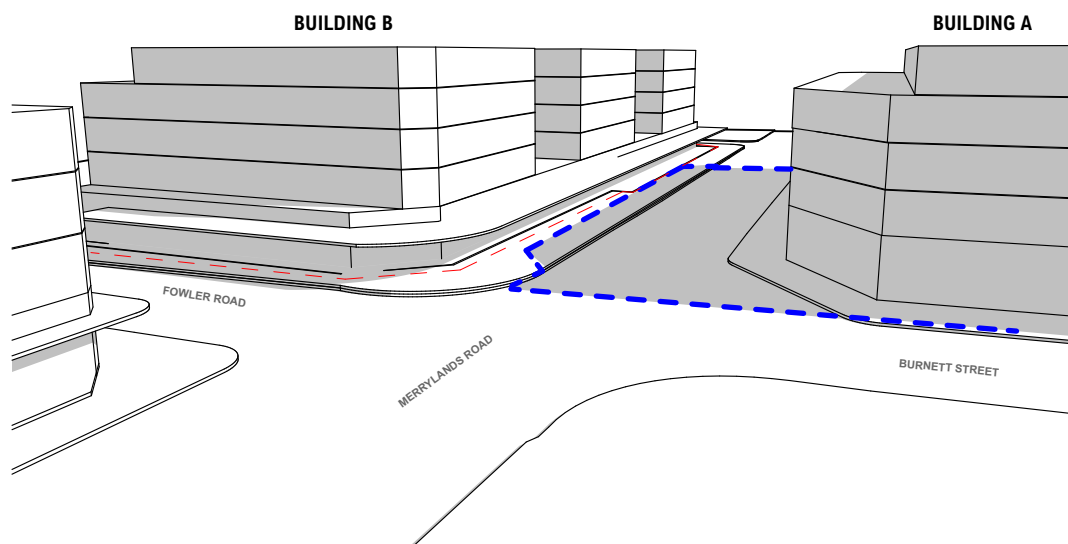 BUILDING B
BUILDING A
FOWLER ROAD
MERRYLANDS ROAD
BURNETT STREET